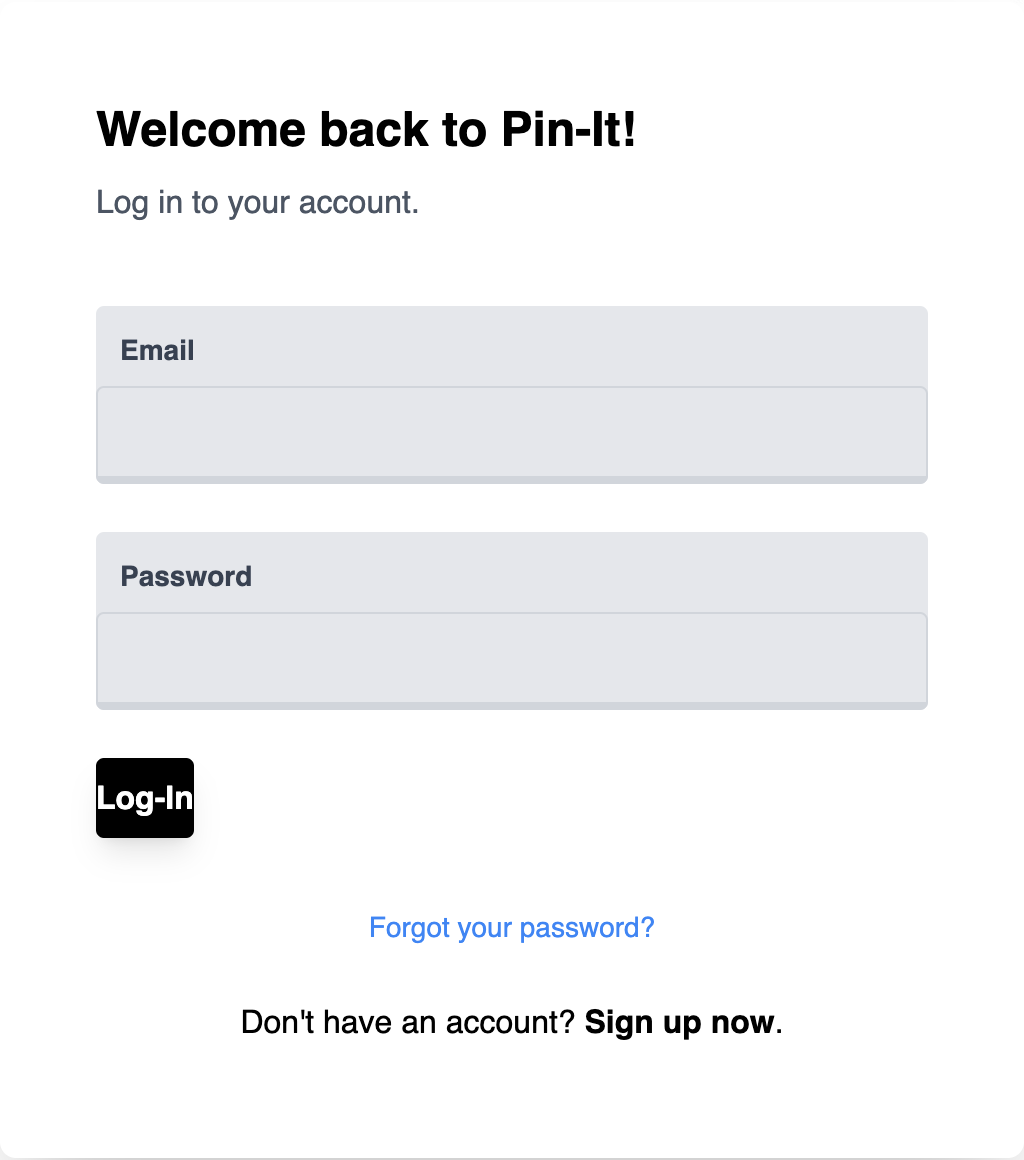 Welcome back to Pin-It!
Log in to your account.
Email
Password
Log-In
Forgot your password?
Don't have an account? Sign up now.